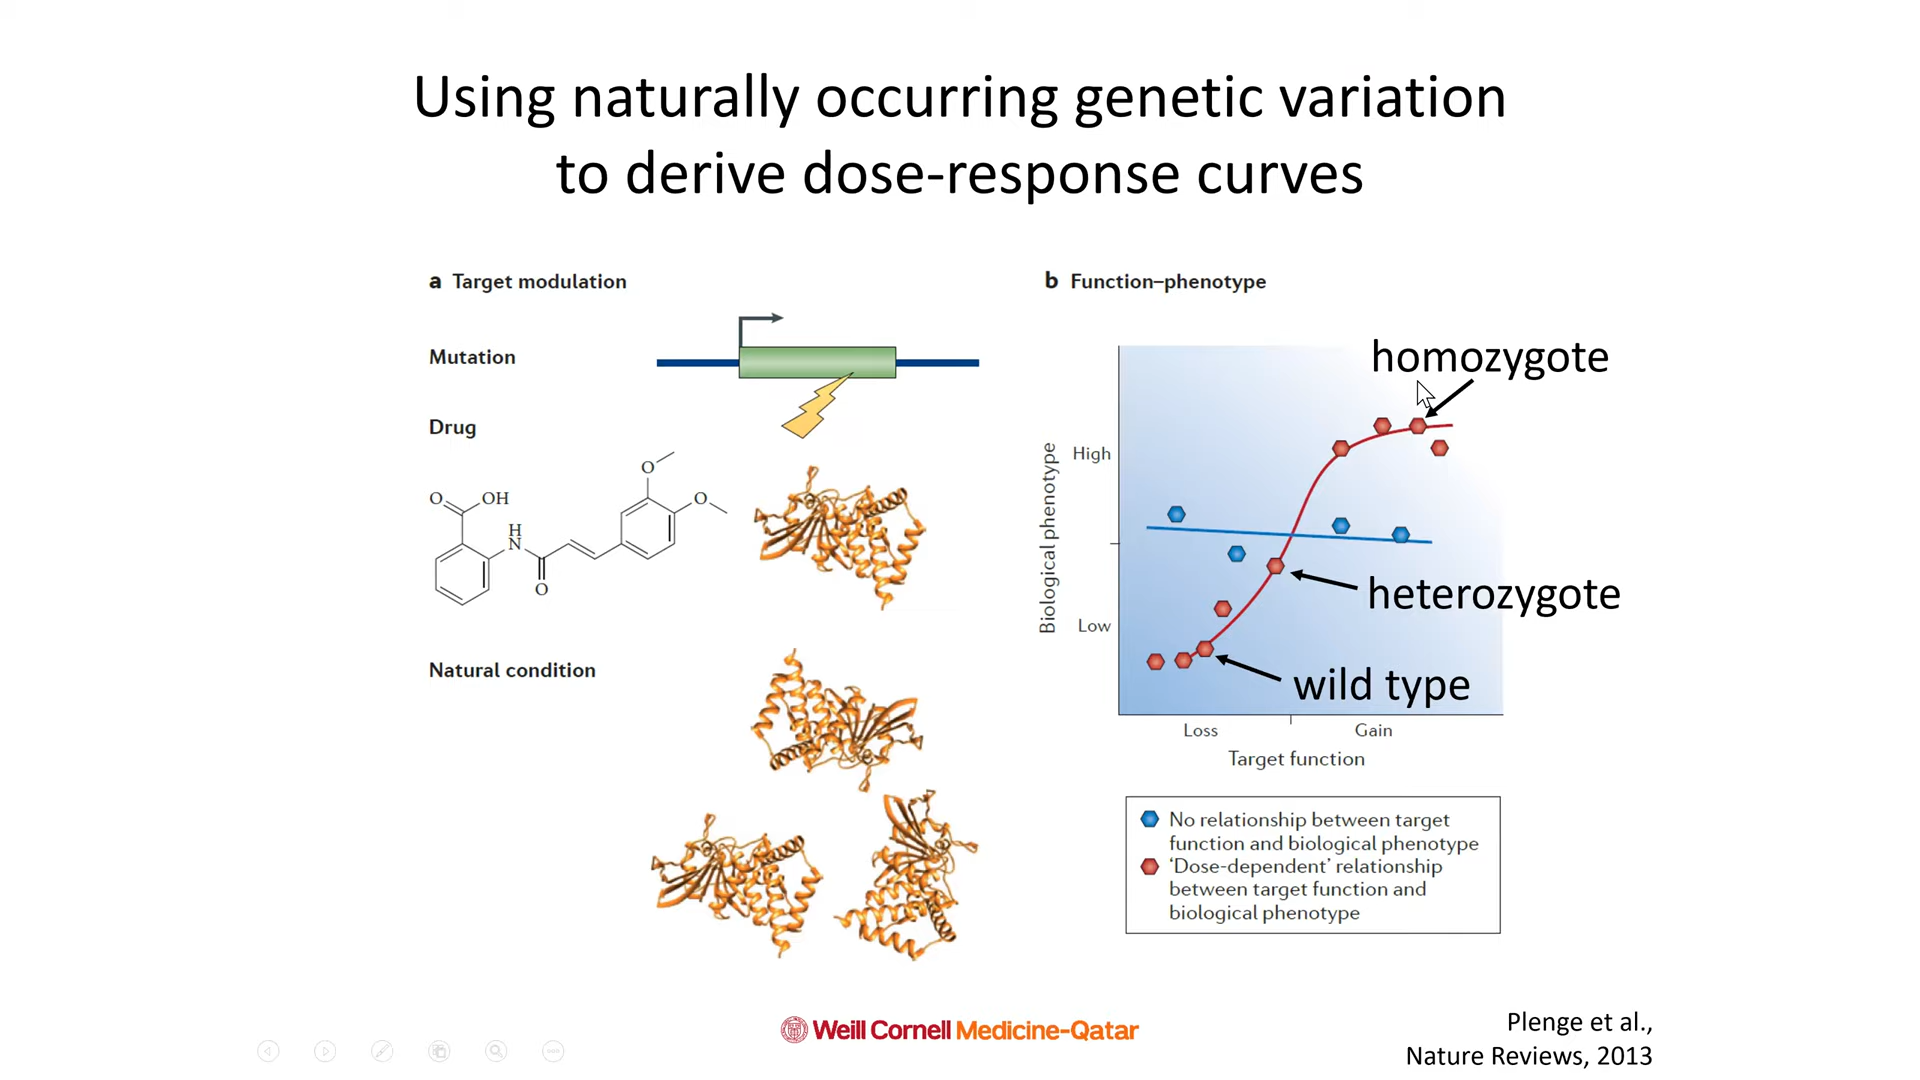 Using naturally occurring genetic variation
to derive dose-response curves
a Target modulation
Mutation
Drug
O
OH
H
N
O
O
O
Natural condition
b Function–phenotype
homozygote
High
Biological phenotype
heterozygote
Low
wild type
Loss
Gain
Target function
No relationship between target
function and biological phenotype
'Dose-dependent' relationship
between target function and
biological phenotype
Weill Cornell Medicine-Qatar
Plenge et al.,
Nature Reviews, 2013